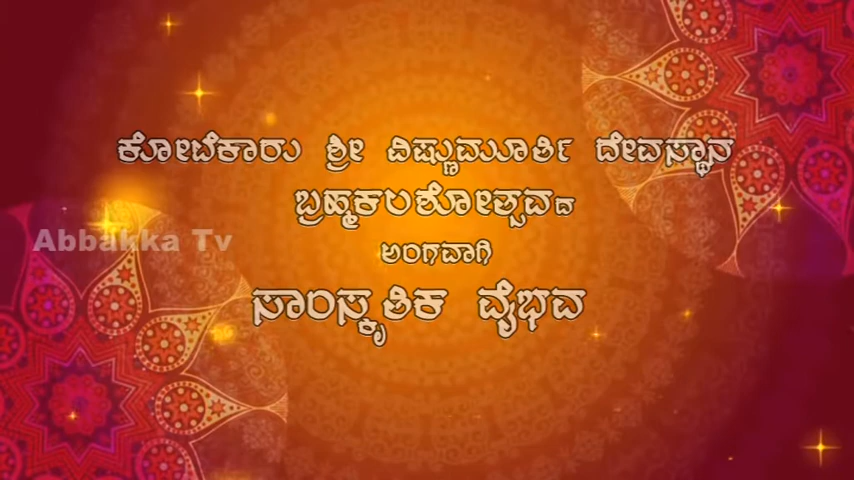 ಕೋಟೆಕಾರು ಶ್ರೀ ವಿಷ್ಣುಮೂರ್ತಿ ದೇವಸ್ಥಾನ
ಬ್ರಹ್ಮಕಲಶೋತ್ಸವದ
Abbakka Tv
ಅಂಗವಾಗಿ
ಸಾಂಸ್ಕೃತಿಕ ವೈಭವ